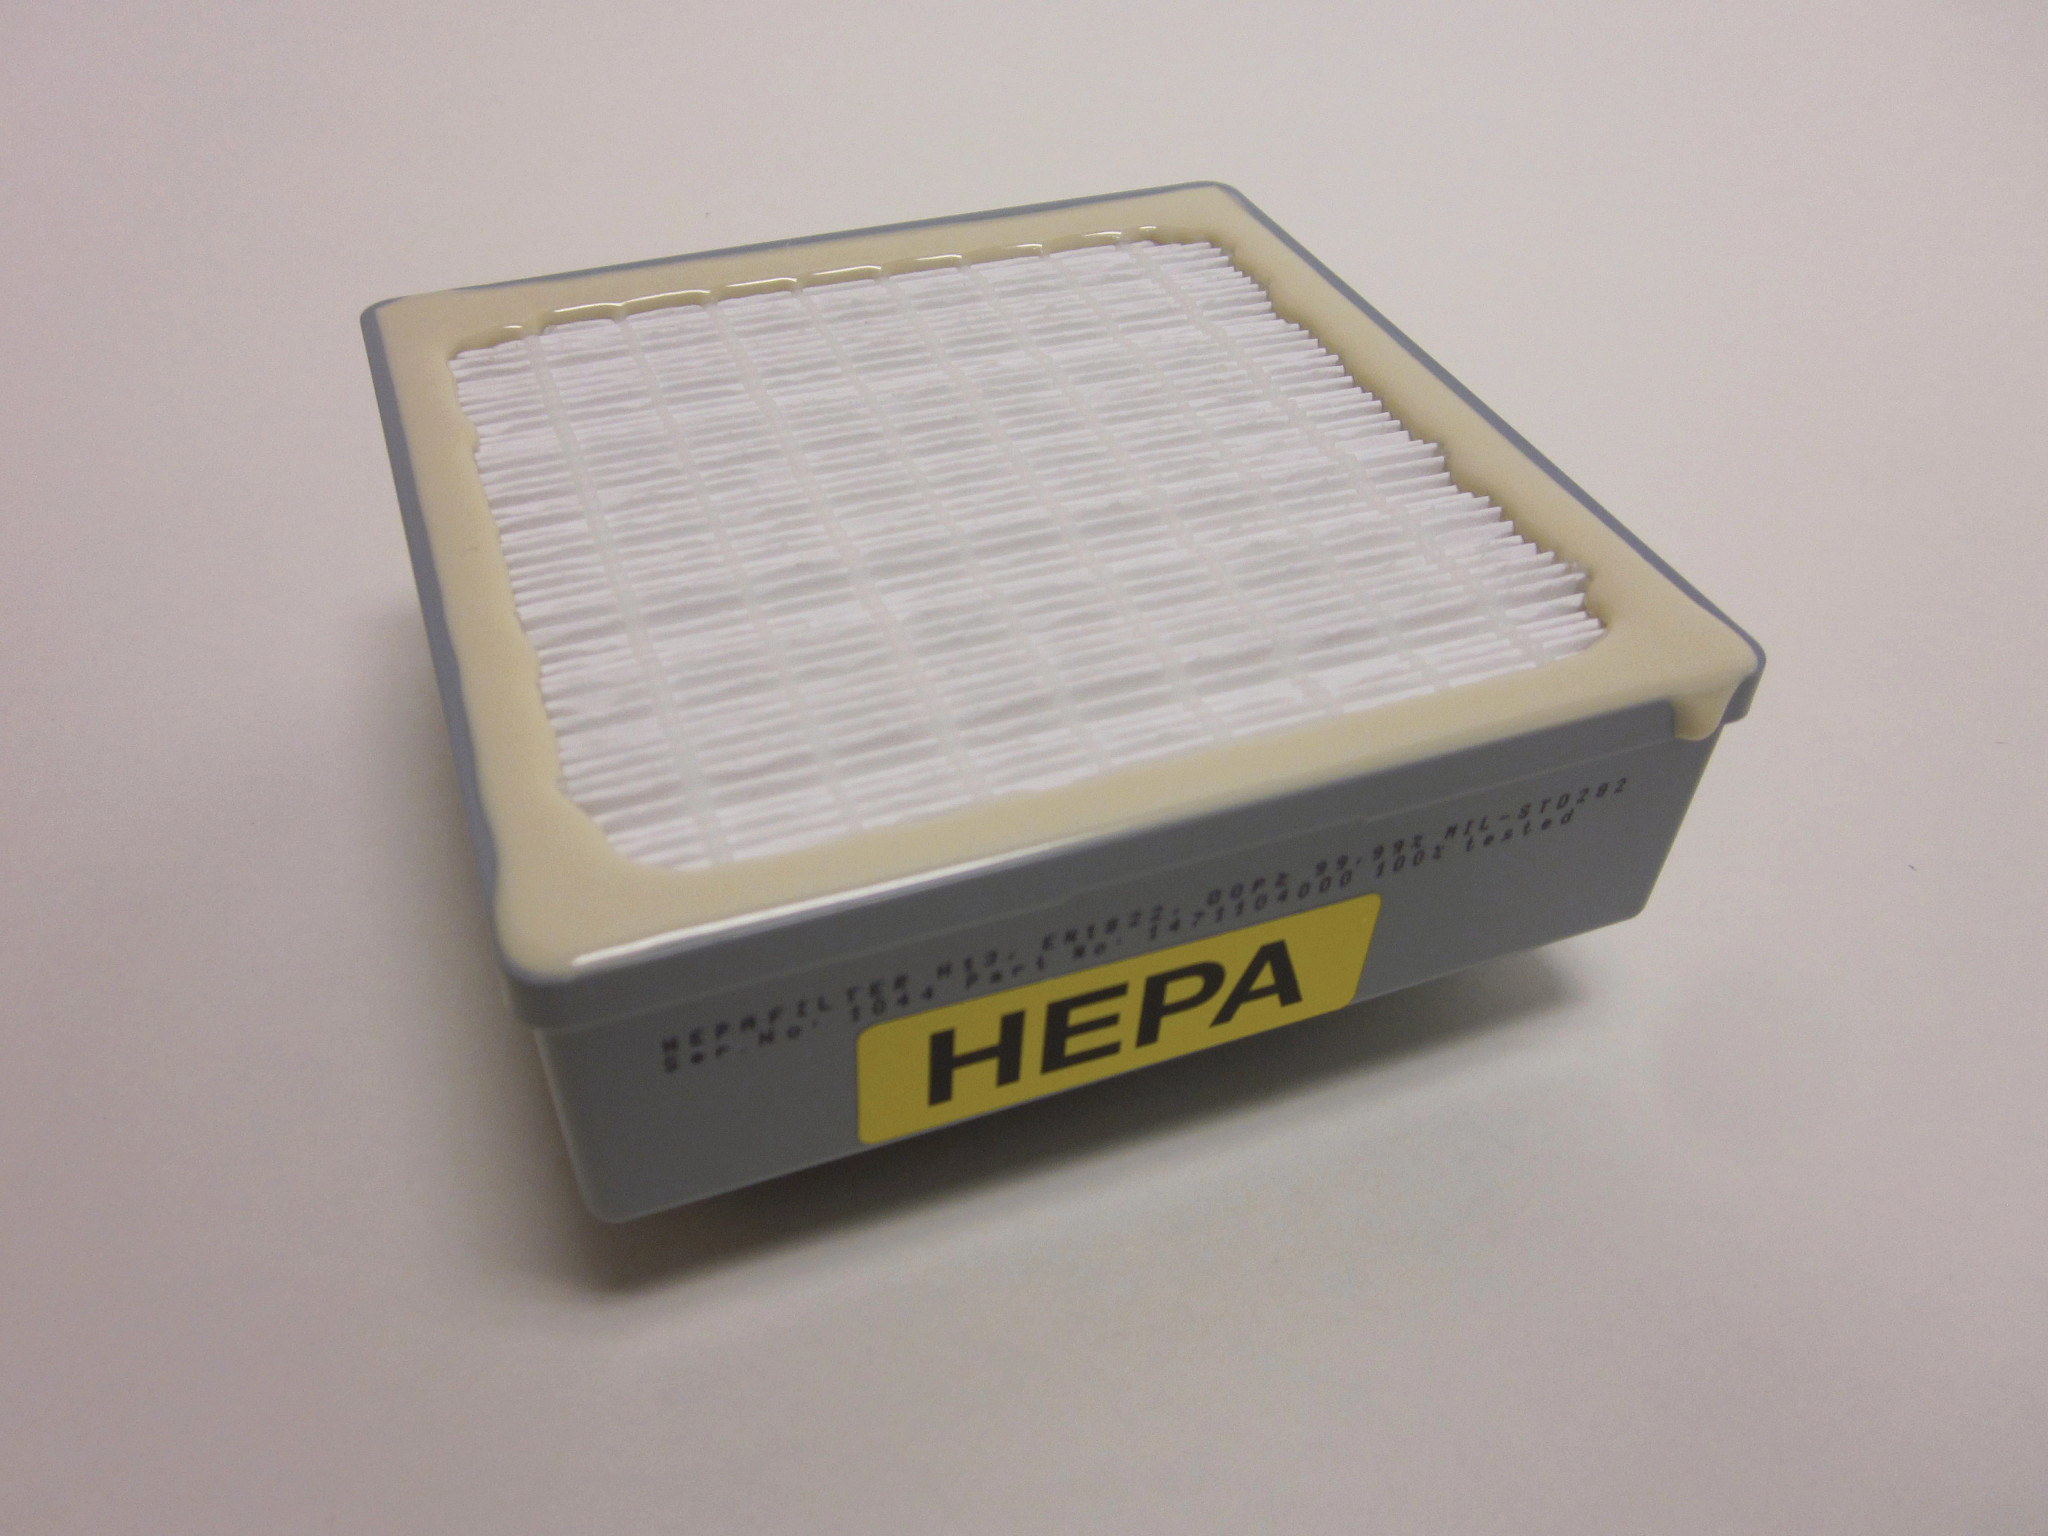 HEPAFILTER H13, EN1822, DOP≥ 99,99% MIL-STD282
Ser.No. 1044 Part No. 1471104000 100% tested
HEPA